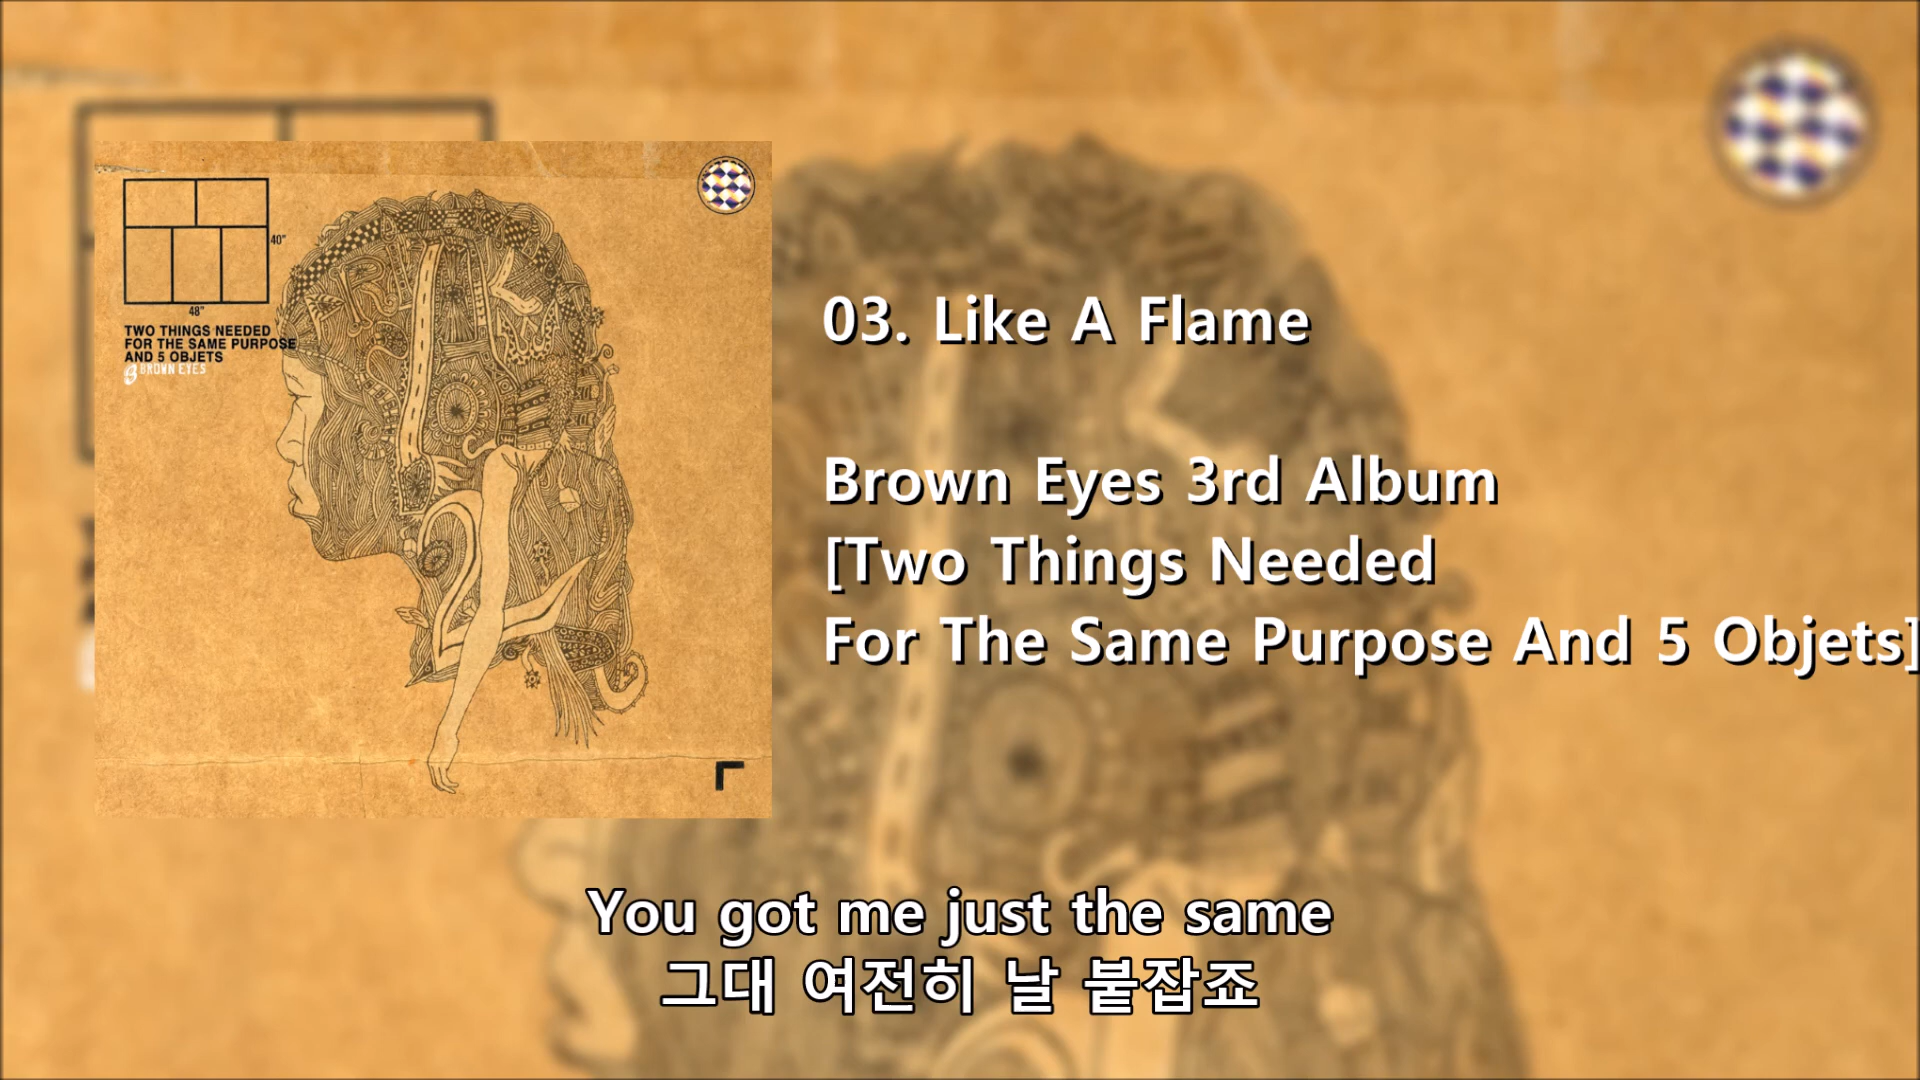 40"
48"
TWO THINGS NEEDED
FOR THE SAME PURPOSE
AND 5 OBJETS
3 BROWN EYES
03. Like A Flame
Brown Eyes 3rd Album
[Two Things Needed
For The Same Purpose And 5 Objets]
You got me just the same
그대 여전히 날 붙잡죠